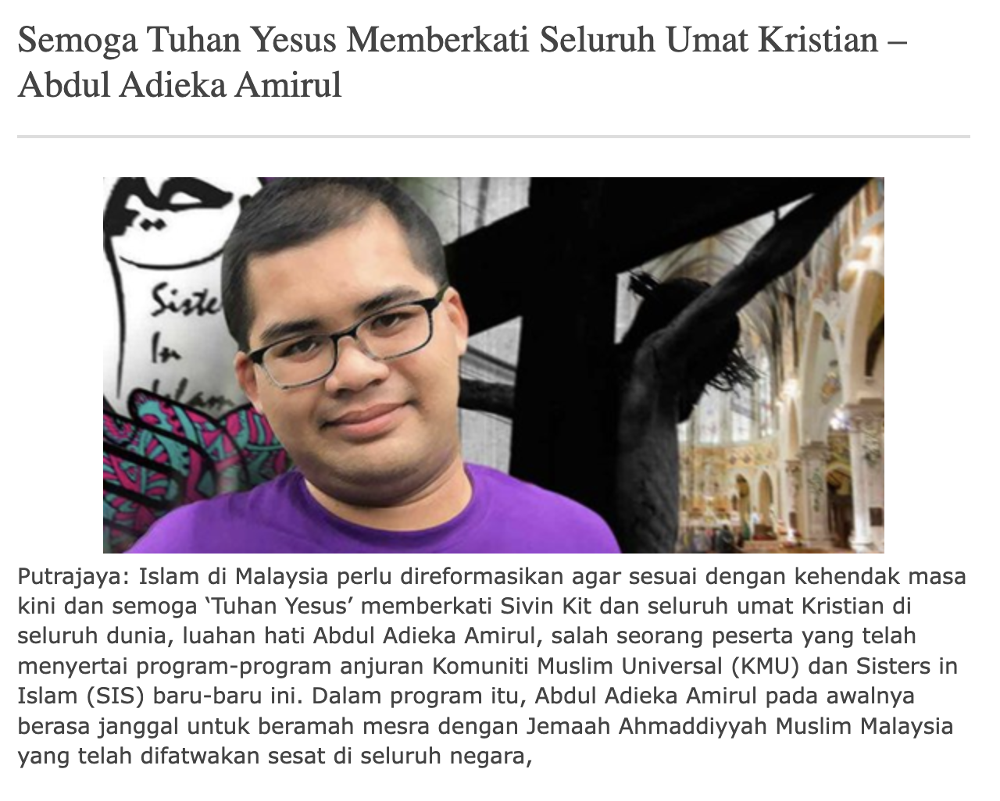 Semoga Tuhan Yesus Memberkati Seluruh Umat Kristian –
Abdul Adieka Amirul
Siste
In
Islam
Putrajaya: Islam di Malaysia perlu direformasikan agar sesuai dengan kehendak masa
kini dan semoga ‘Tuhan Yesus’ memberkati Sivin Kit dan seluruh umat Kristian di
seluruh dunia, luahan hati Abdul Adieka Amirul, salah seorang peserta yang telah
menyertai program-program anjuran Komuniti Muslim Universal (KMU) dan Sisters in
Islam (SIS) baru-baru ini. Dalam program itu, Abdul Adieka Amirul pada awalnya
berasa janggal untuk beramah mesra dengan Jemaah Ahmaddiyyah Muslim Malaysia
yang telah difatwakan sesat di seluruh negara,